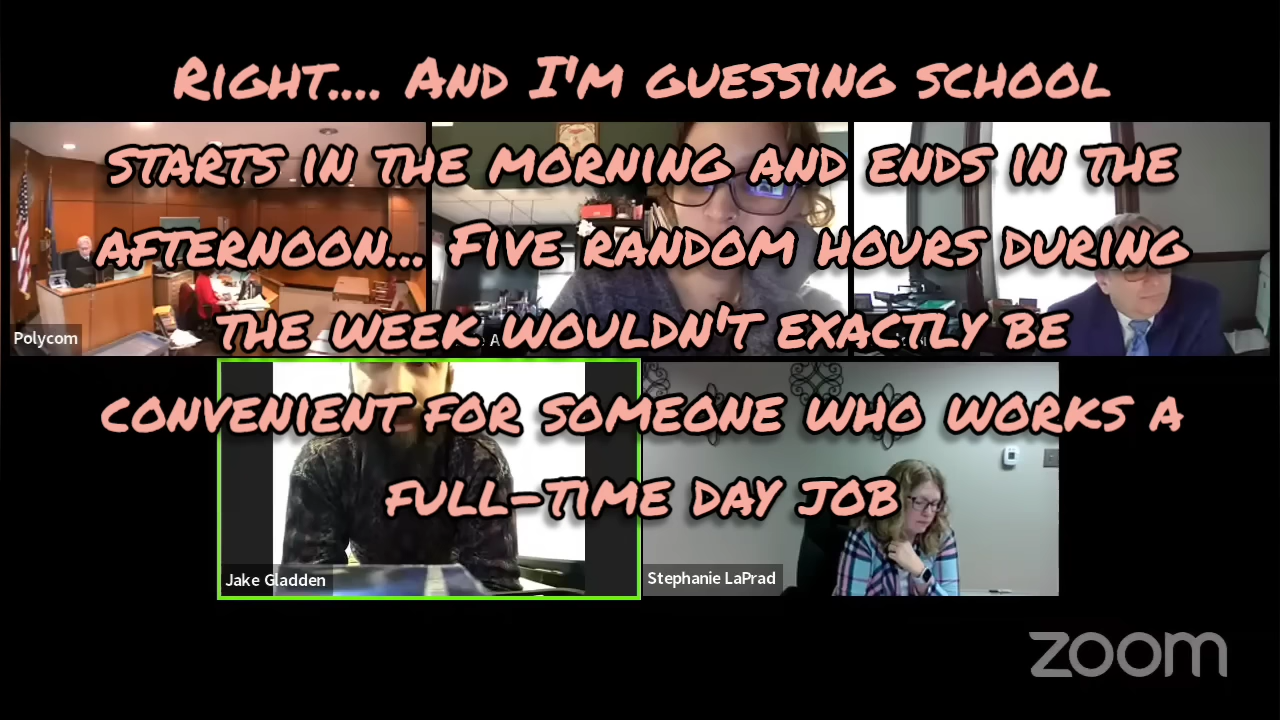 Right.... And I'm guessing school
starts in the morning and ends in the
afternoon... Five random hours during
the week wouldn't exactly be
convenient for someone who works a
full-time day job
Polycom
Jake Gladden
Stephanie LaPrad
zoom